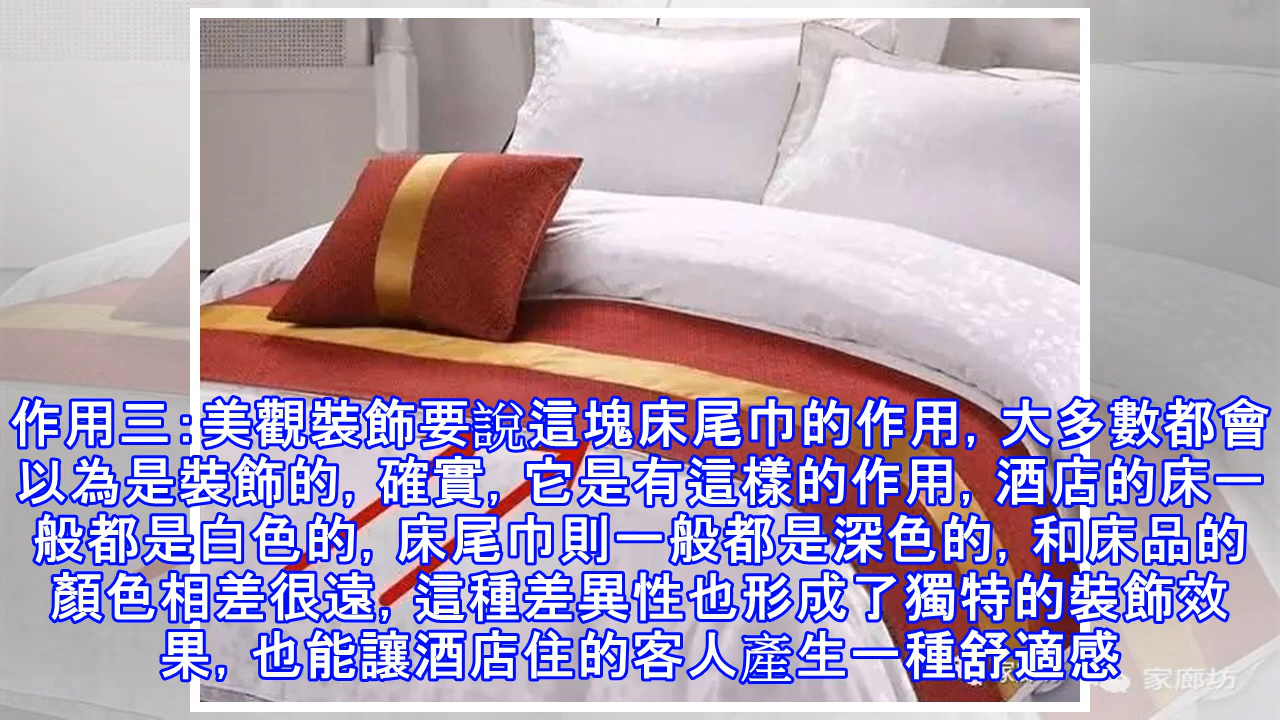 作用三:美觀裝飾要說這塊床尾巾的作用, 大多數都會
以為是裝飾的, 確實, 它是有這樣的作用, 酒店的床一
般都是白色的, 床尾巾則一般都是深色的, 和床品的
顏色相差很遠, 這種差異性也形成了獨特的裝飾效
果, 也能讓酒店住的客人產生一種舒適感
家廊坊